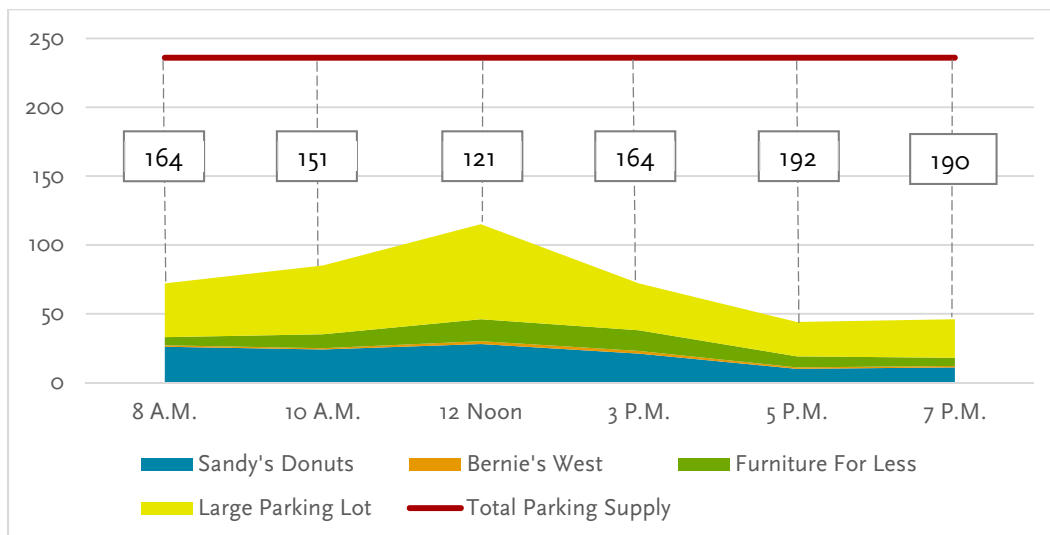 250
200
150
100
50
0
164
151
121
164
192
190
8 A.M.
10 A.M.
12 Noon
3 P.M.
5 P.M.
7 P.M.
Sandy's Donuts
Bernie's West
Furniture For Less
Large Parking Lot
Total Parking Supply